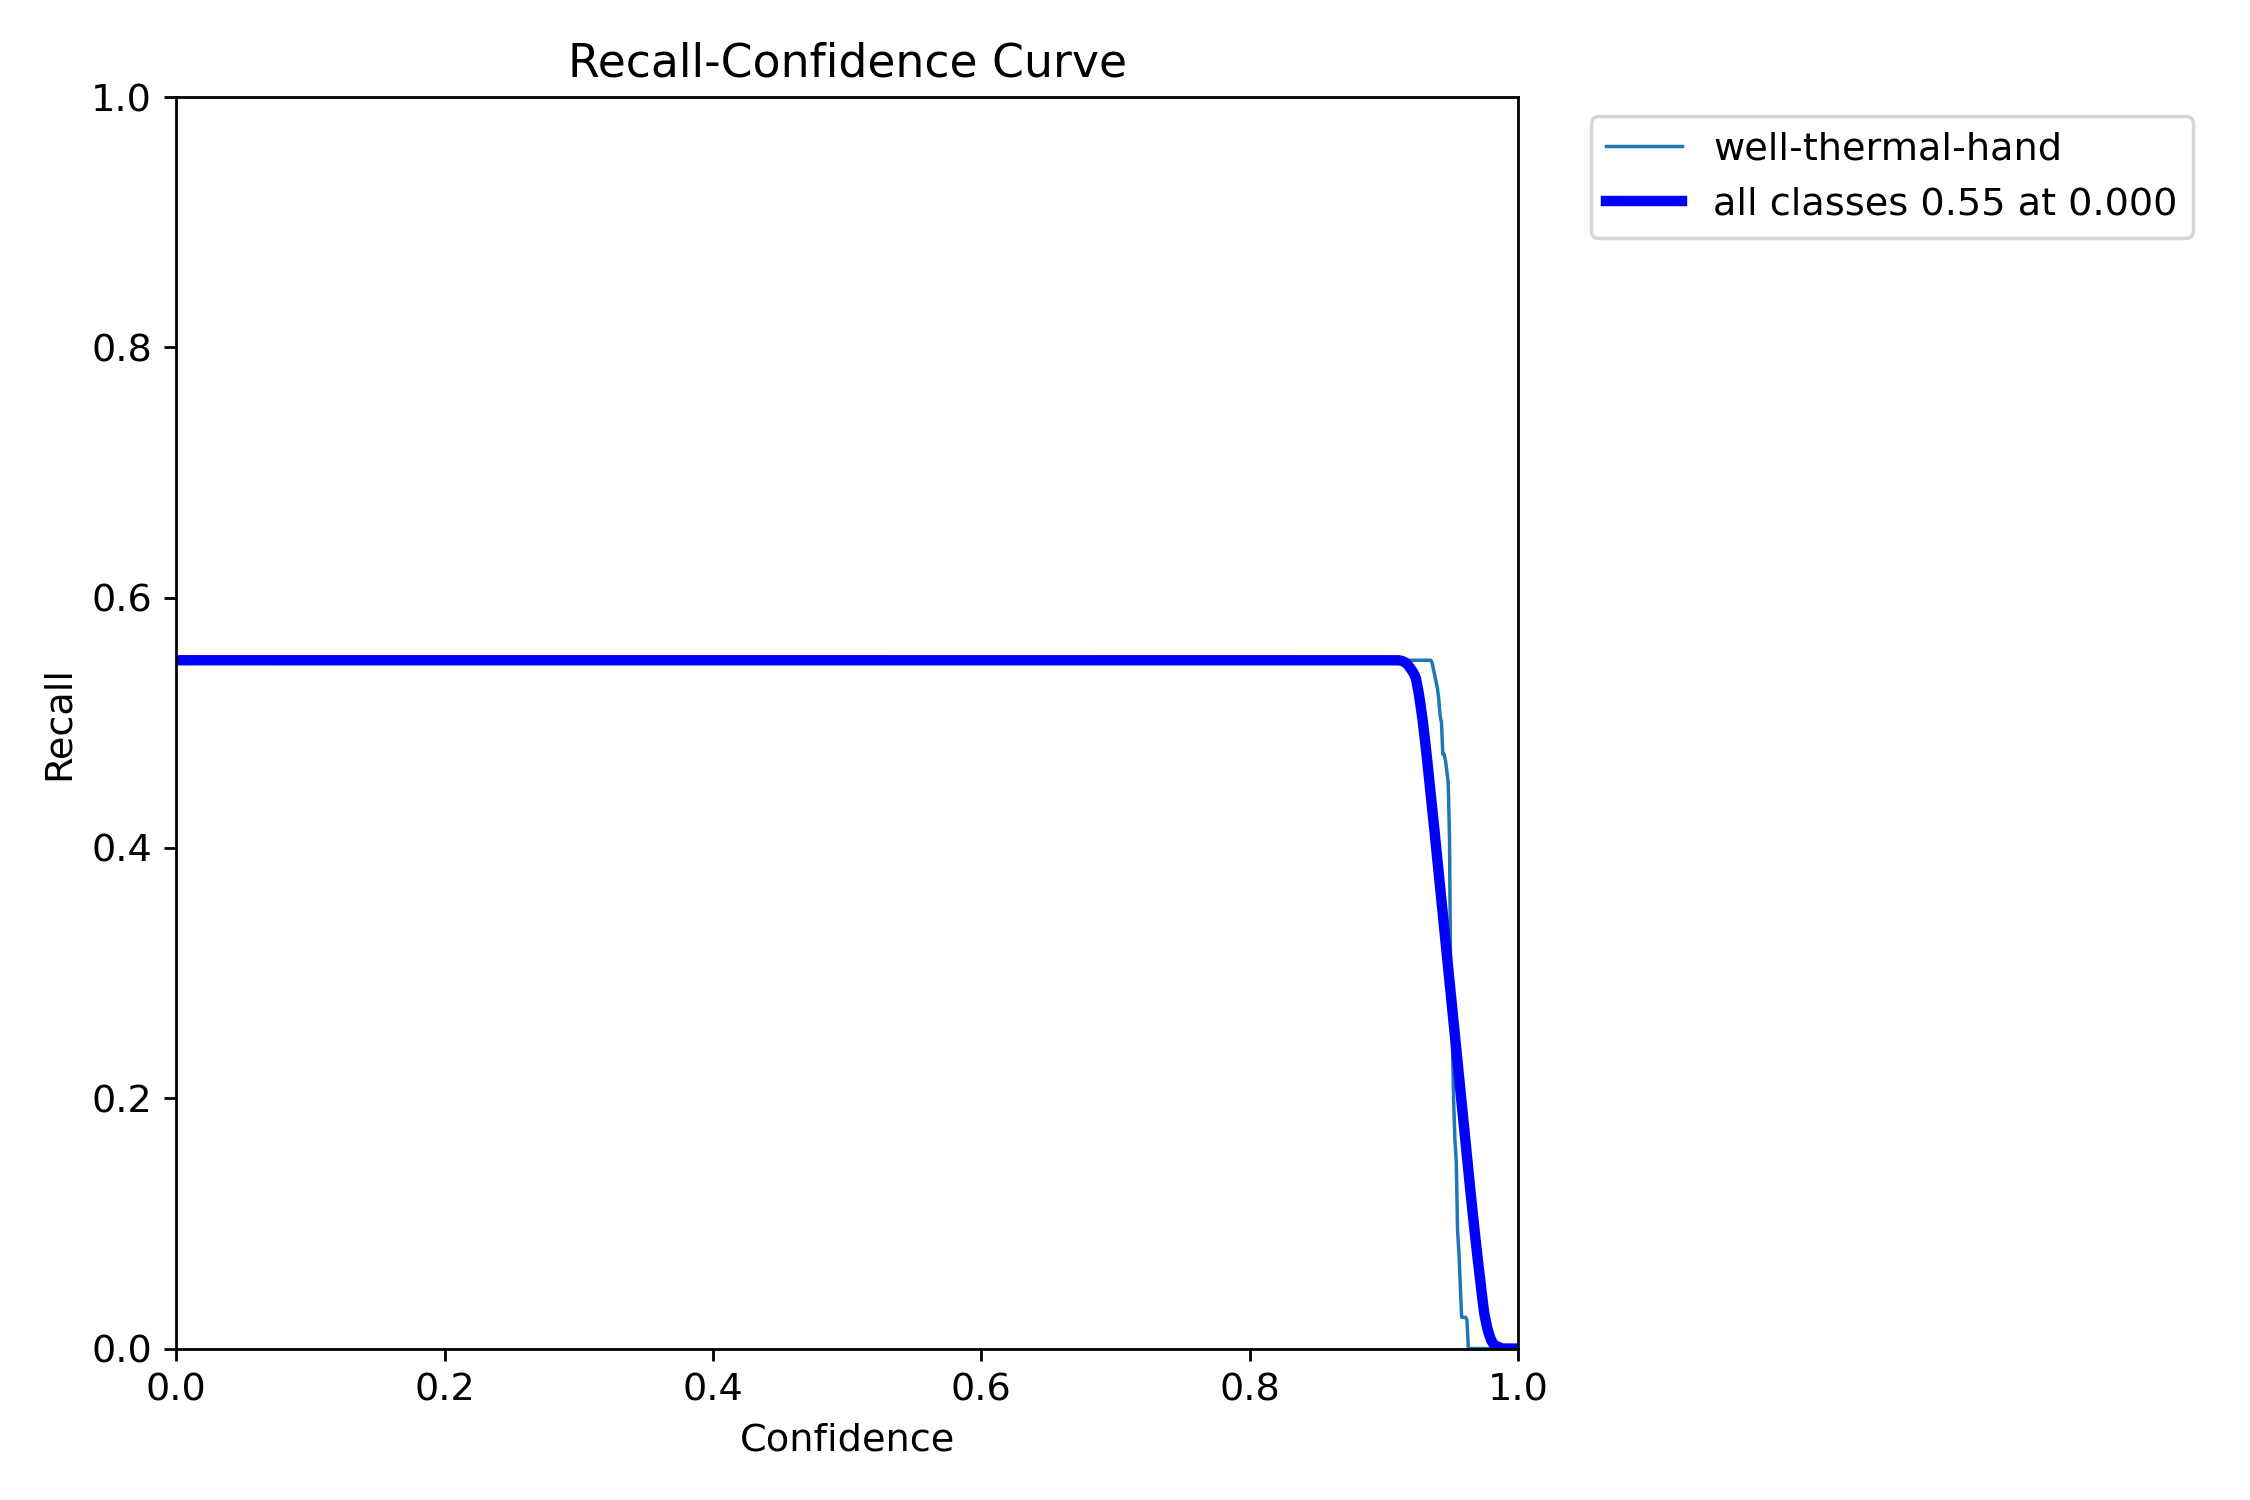 Recall-Confidence Curve
well-thermal-hand
all classes 0.55 at 0.000
1.0
0.8
0.6
0.4
0.2
0.0
Recall
0.0 0.2 0.4 0.6 0.8 1.0
Confidence